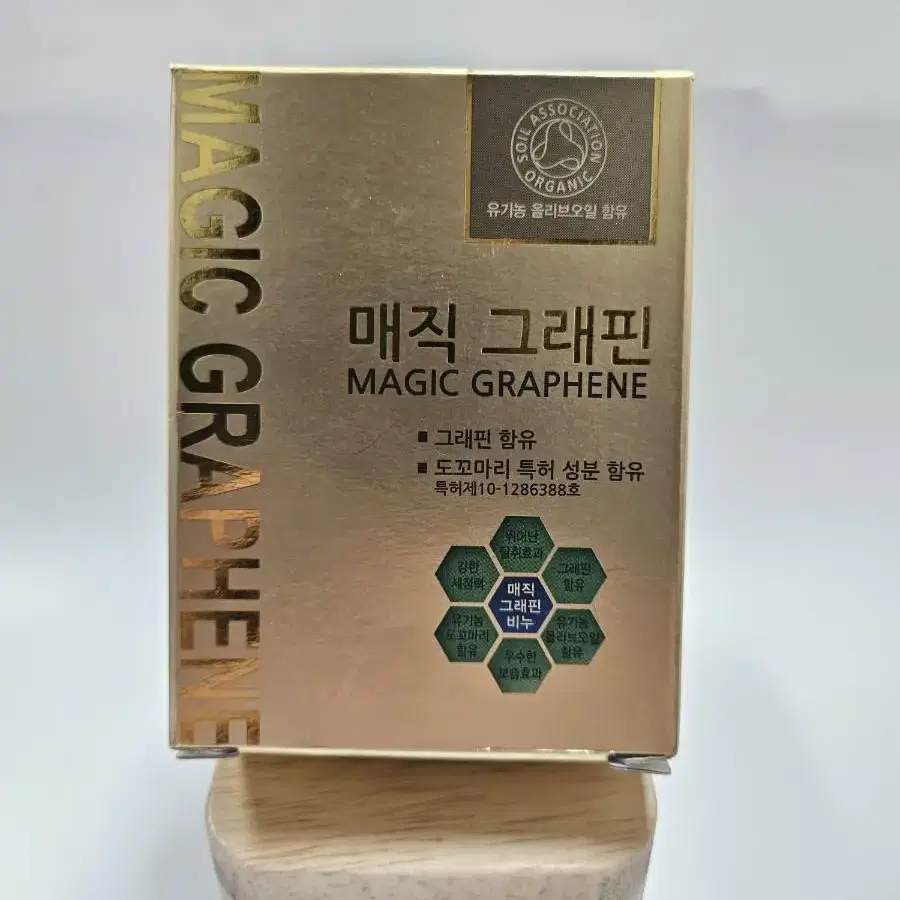 MAGIC GRAPHENE
SOIL ASSOCIATION
ORGANIC
유기농 올리브오일 함유
매직 그래핀
MAGIC GRAPHENE
■ 그래핀 함유
■ 도꼬마리 특허 성분 함유
특허제10-1286388호
뛰어난
탈취효과
강한
세정력
그래핀
함유
매직
그래핀
비누
유기농
도꼬마리
함유
유기농
올리브오일
함유
우수한
보습효과